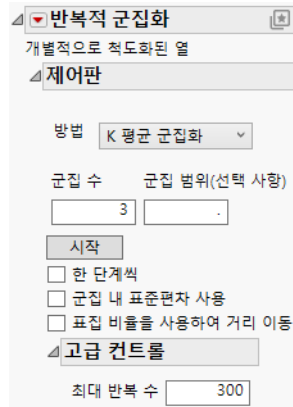 반복적 군집화
개별적으로 척도화된 열
제어판
방법 K 평균 군집화
군집 수 군집 범위(선택 사항)
3 .
시작
한 단계씩
군집 내 표준편차 사용
표집 비율을 사용하여 거리 이동
고급 컨트롤
최대 반복 수 300